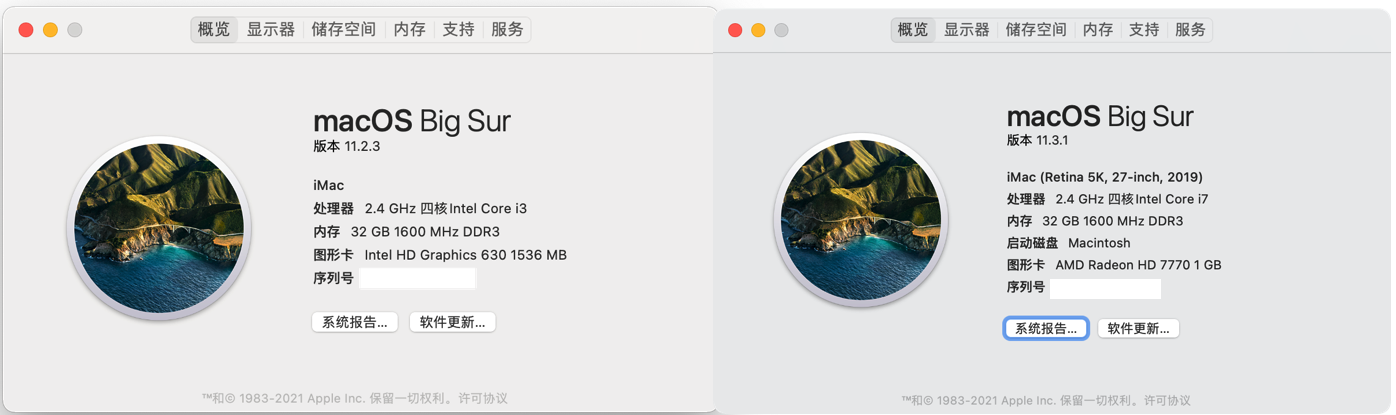 概览 显示器 储存空间 内存 支持 服务
macOS Big Sur
版本 11.2.3
iMac
处理器 2.4 GHz 四核Intel Core i3
内存 32 GB 1600 MHz DDR3
图形卡 Intel HD Graphics 630 1536 MB
序列号
系统报告... 软件更新...
™和© 1983-2021 Apple Inc. 保留一切权利。许可协议
概览 显示器 储存空间 内存 支持 服务
macOS Big Sur
版本 11.3.1
iMac (Retina 5K, 27-inch, 2019)
处理器 2.4 GHz 四核Intel Core i7
内存 32 GB 1600 MHz DDR3
启动磁盘 Macintosh
图形卡 AMD Radeon HD 7770 1 GB
序列号
系统报告... 软件更新...
™和© 1983-2021 Apple Inc. 保留一切权利。许可协议